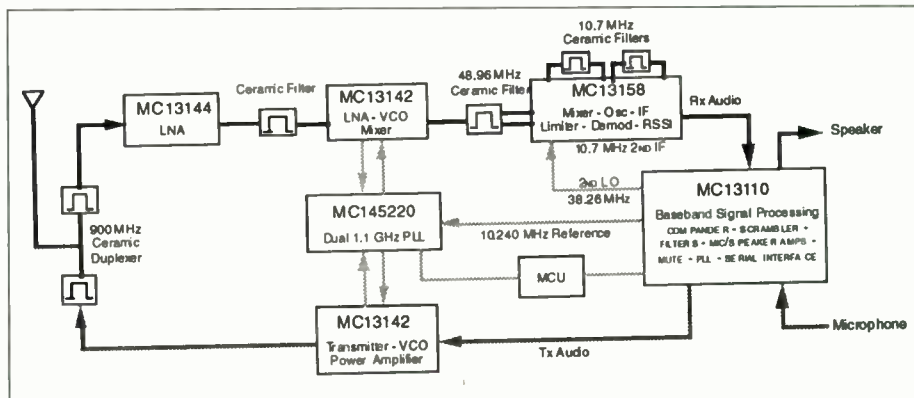 10.7 MHz
Ceramic Filters
48.96 MHz
Ceramic Filter
MC13158
Mixer - Osc - IF
Limiter - Demod - RSSI
10.7 MHz 2ND IF
Rx Audio
Ceramic Filter
MC13142
LNA - VCO
Mixer
MC13144
LNA
Speaker
2ND LO
38.26 MHz
MC13110
Baseband Signal Processing
COMPANDER - SCRAMBLER -
FILTERS - MIC/SPEAKER AMPS -
MUTE - PLL - SERIAL INTERFACE
900 MHz
Ceramic
Duplexer
MC145220
Dual 1.1 GHz PLL
10.240 MHz Reference
MCU
MC13142
Transmitter - VCO
Power Amplifier
Tx Audio
Microphone